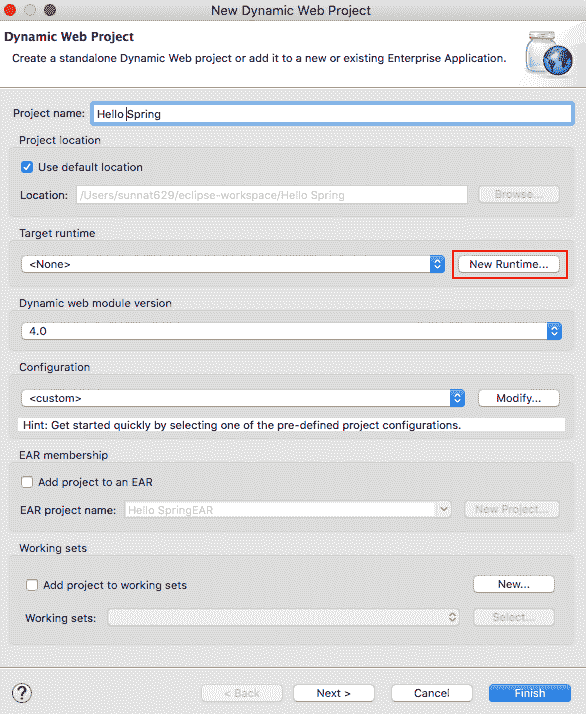 New Dynamic Web Project
Dynamic Web Project
Create a standalone Dynamic Web project or add it to a new or existing Enterprise Application.
Project name: Hello Spring
Project location
Use default location
Location: /Users/sunnat629/eclipse-workspace/Hello Spring Browse...
Target runtime
<None> New Runtime...
Dynamic web module version
4.0
Configuration
<custom> Modify...
Hint: Get started quickly by selecting one of the pre-defined project configurations.
EAR membership
Add project to an EAR
EAR project name: Hello SpringEAR New Project...
Working sets
Add project to working sets New...
Working sets: Select...
? < Back Next > Cancel Finish